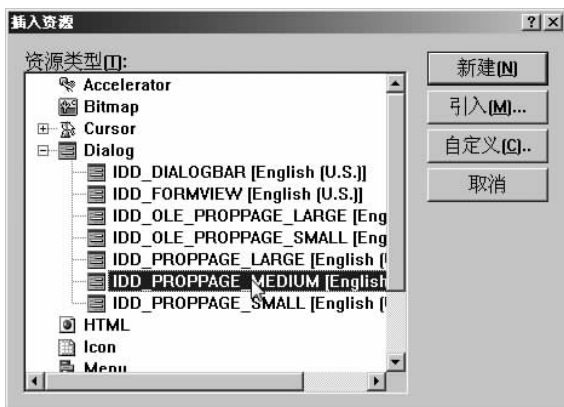 插入资源
资源类型(T):
Accelerator
Bitmap
Cursor
Dialog
IDD_DIALOGBAR [English (U.S.)]
IDD_FORMVIEW [English (U.S.)]
IDD_OLE_PROPPAGE_LARGE [Eng
IDD_OLE_PROPPAGE_SMALL [Eng
IDD_PROPPAGE_LARGE [English (
IDD_PROPPAGE_MEDIUM [English
IDD_PROPPAGE_SMALL [English (
HTML
Icon
Menu
新建(N)
引入(M)...
自定义(C)..
取消